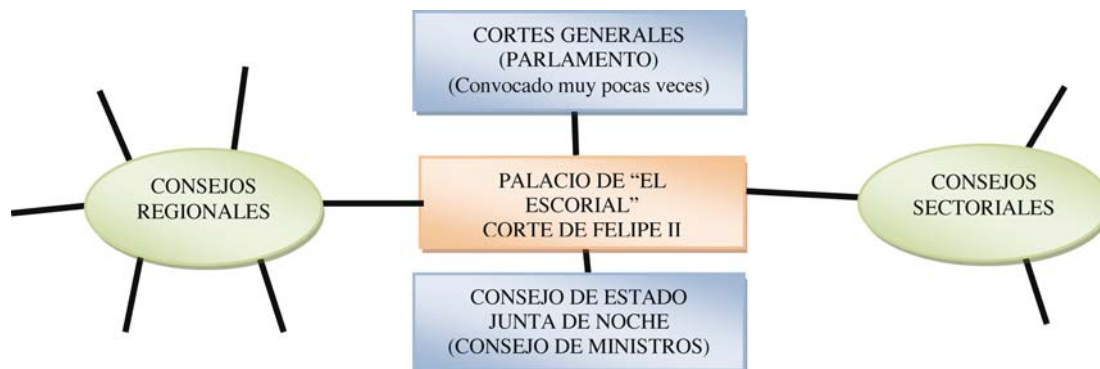 CORTES GENERALES
(PARLAMENTO)
(Convocado muy pocas veces)
CONSEJOS
REGIONALES
PALACIO DE “EL
ESCORIAL”
CORTE DE FELIPE II
CONSEJOS
SECTORIALES
CONSEJO DE ESTADO
JUNTA DE NOCHE
(CONSEJO DE MINISTROS)